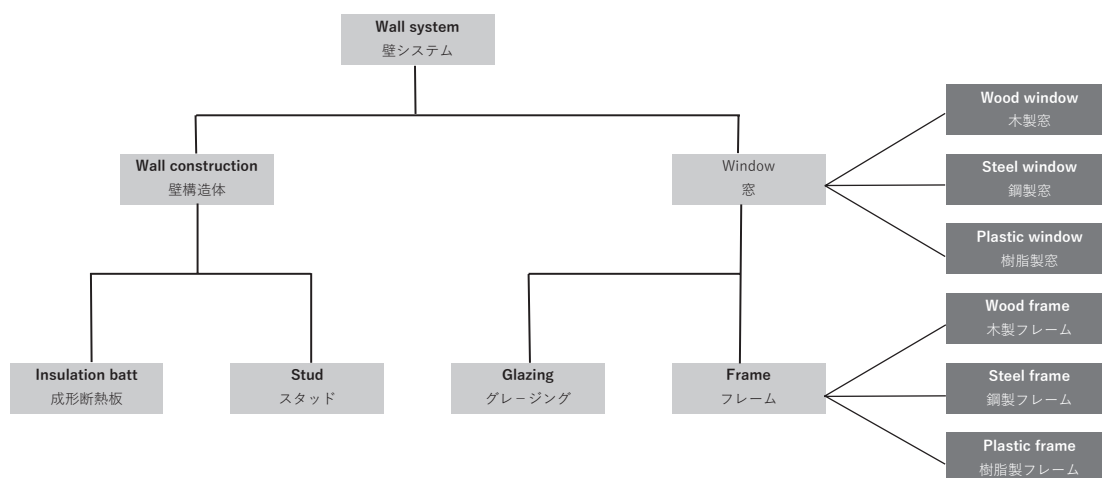 Wall system
壁システム
Wood window
木製窓
Wall construction
壁構造体
Window
窓
Steel window
鋼製窓
Plastic window
樹脂製窓
Wood frame
木製フレーム
Insulation batt
成形断熱板
Stud
スタッド
Glazing
グレージング
Frame
フレーム
Steel frame
鋼製フレーム
Plastic frame
樹脂製フレーム